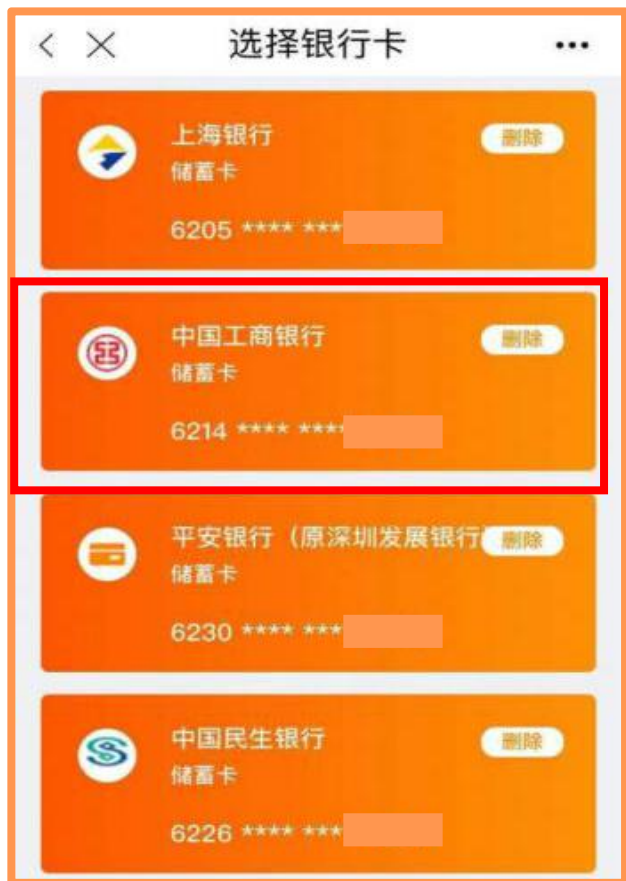 选择银行卡
上海银行
删除
储蓄卡
6205 **** ***
中国工商银行
删除
储蓄卡
6214 **** ****
平安银行（原深圳发展银行
删除
储蓄卡
6230 **** ***
中国民生银行
删除
储蓄卡
6226 **** ***